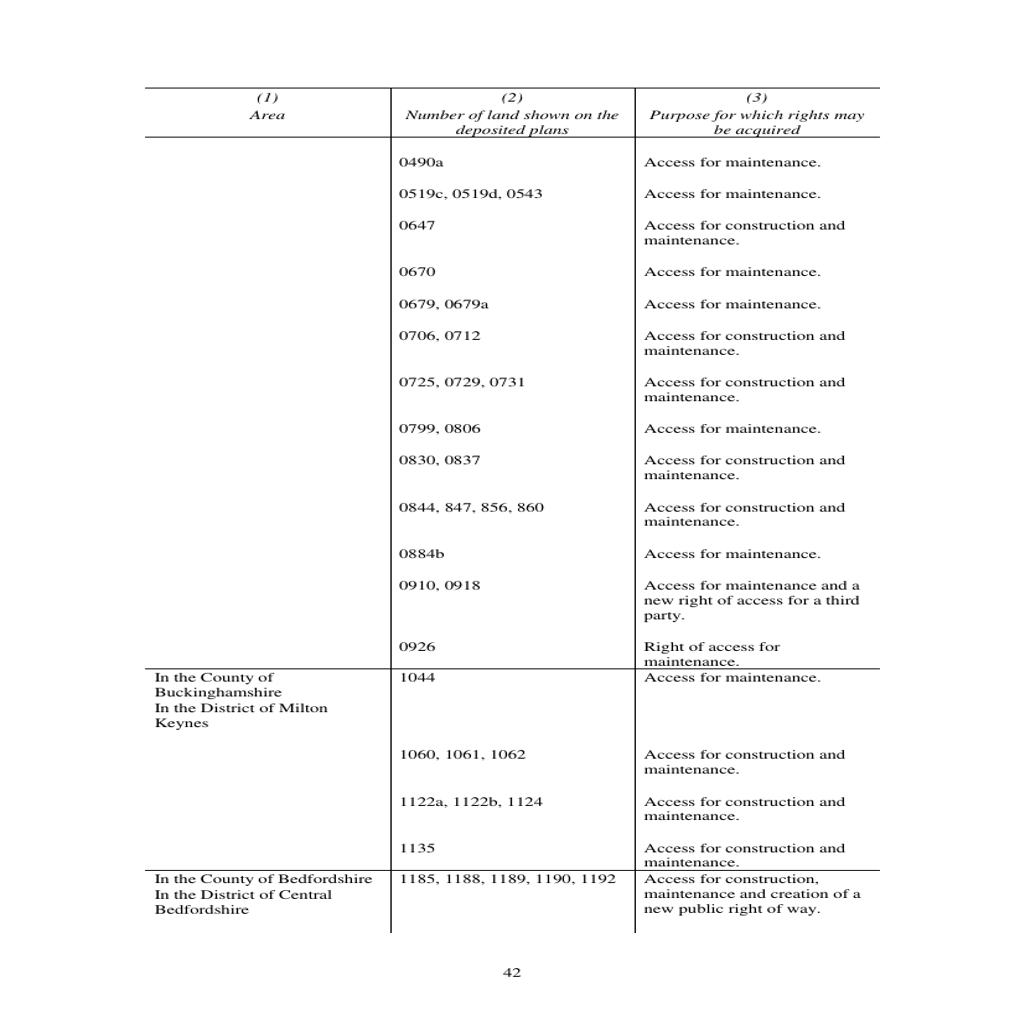 (1)
Area
(2)
Number of land shown on the
deposited plans
(3)
Purpose for which rights may
be acquired
0490a
Access for maintenance.
0519c, 0519d, 0543
Access for maintenance.
0647
Access for construction and
maintenance.
0670
Access for maintenance.
0679, 0679a
Access for maintenance.
0706, 0712
Access for construction and
maintenance.
0725, 0729, 0731
Access for construction and
maintenance.
0799, 0806
Access for maintenance.
0830, 0837
Access for construction and
maintenance.
0844, 847, 856, 860
Access for construction and
maintenance.
0884b
Access for maintenance.
0910, 0918
Access for maintenance and a
new right of access for a third
party.
0926
Right of access for
maintenance.
In the County of
Buckinghamshire
In the District of Milton
Keynes
1044
Access for maintenance.
1060, 1061, 1062
Access for construction and
maintenance.
1122a, 1122b, 1124
Access for construction and
maintenance.
1135
Access for construction and
maintenance.
In the County of Bedfordshire
In the District of Central
Bedfordshire
1185, 1188, 1189, 1190, 1192
Access for construction,
maintenance and creation of a
new public right of way.
42